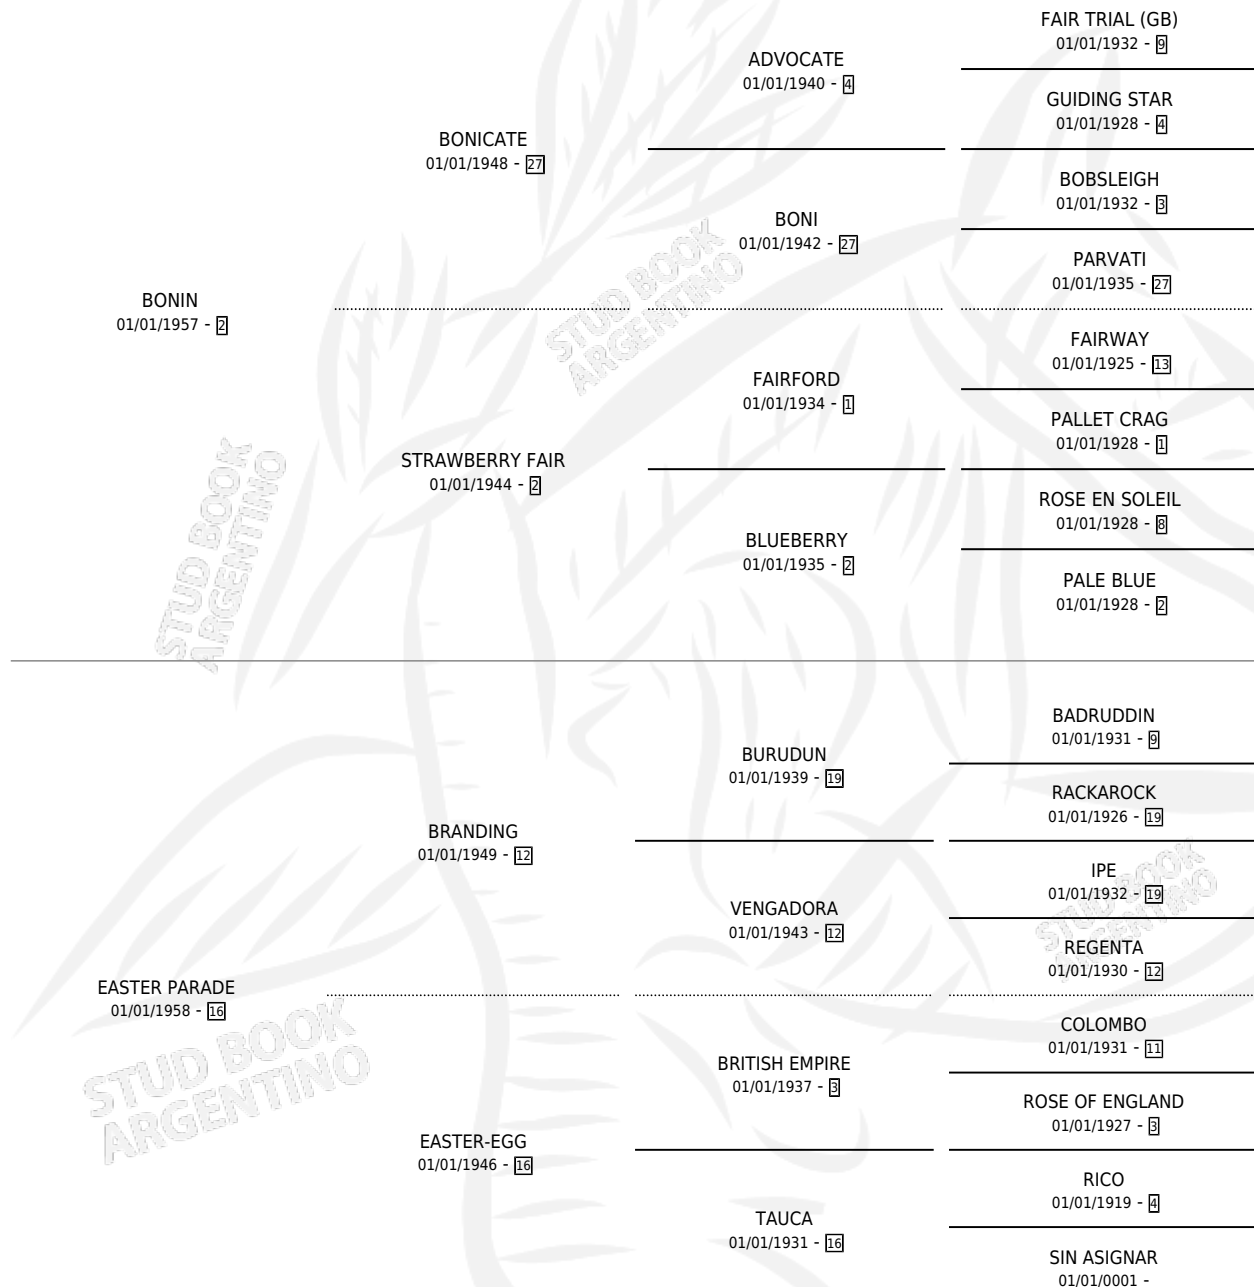 FAIR TRIAL (GB)
01/01/1932 - 9
ADVOCATE
01/01/1940 - 4
GUIDING STAR
01/01/1928 - 4
BONICATE
01/01/1948 - 27
BOBSLEIGH
01/01/1932 - 3
BONI
01/01/1942 - 27
PARVATI
01/01/1935 - 27
BONIN
01/01/1957 - 2
FAIRWAY
01/01/1925 - 13
FAIRFORD
01/01/1934 - 1
PALLET CRAG
01/01/1928 - 1
STRAWBERRY FAIR
01/01/1944 - 2
ROSE EN SOLEIL
01/01/1928 - 8
BLUEBERRY
01/01/1935 - 2
PALE BLUE
01/01/1928 - 2
BADRUDDIN
01/01/1931 - 9
BURUDUN
01/01/1939 - 19
RACKAROCK
01/01/1926 - 19
BRANDING
01/01/1949 - 12
IPE
01/01/1932 - 19
VENGADORA
01/01/1943 - 12
REGENTA
01/01/1930 - 12
EASTER PARADE
01/01/1958 - 16
COLOMBO
01/01/1931 - 11
BRITISH EMPIRE
01/01/1937 - 3
ROSE OF ENGLAND
01/01/1927 - 3
EASTER-EGG
01/01/1946 - 16
RICO
01/01/1919 - 4
TAUCA
01/01/1931 - 16
SIN ASIGNAR
01/01/0001 -
STUD BOOK
ARGENTINO
STUD BOOK
ARGENTINO
STUD BOOK
ARGENTINO
STUD BOOK
ARGENTINO